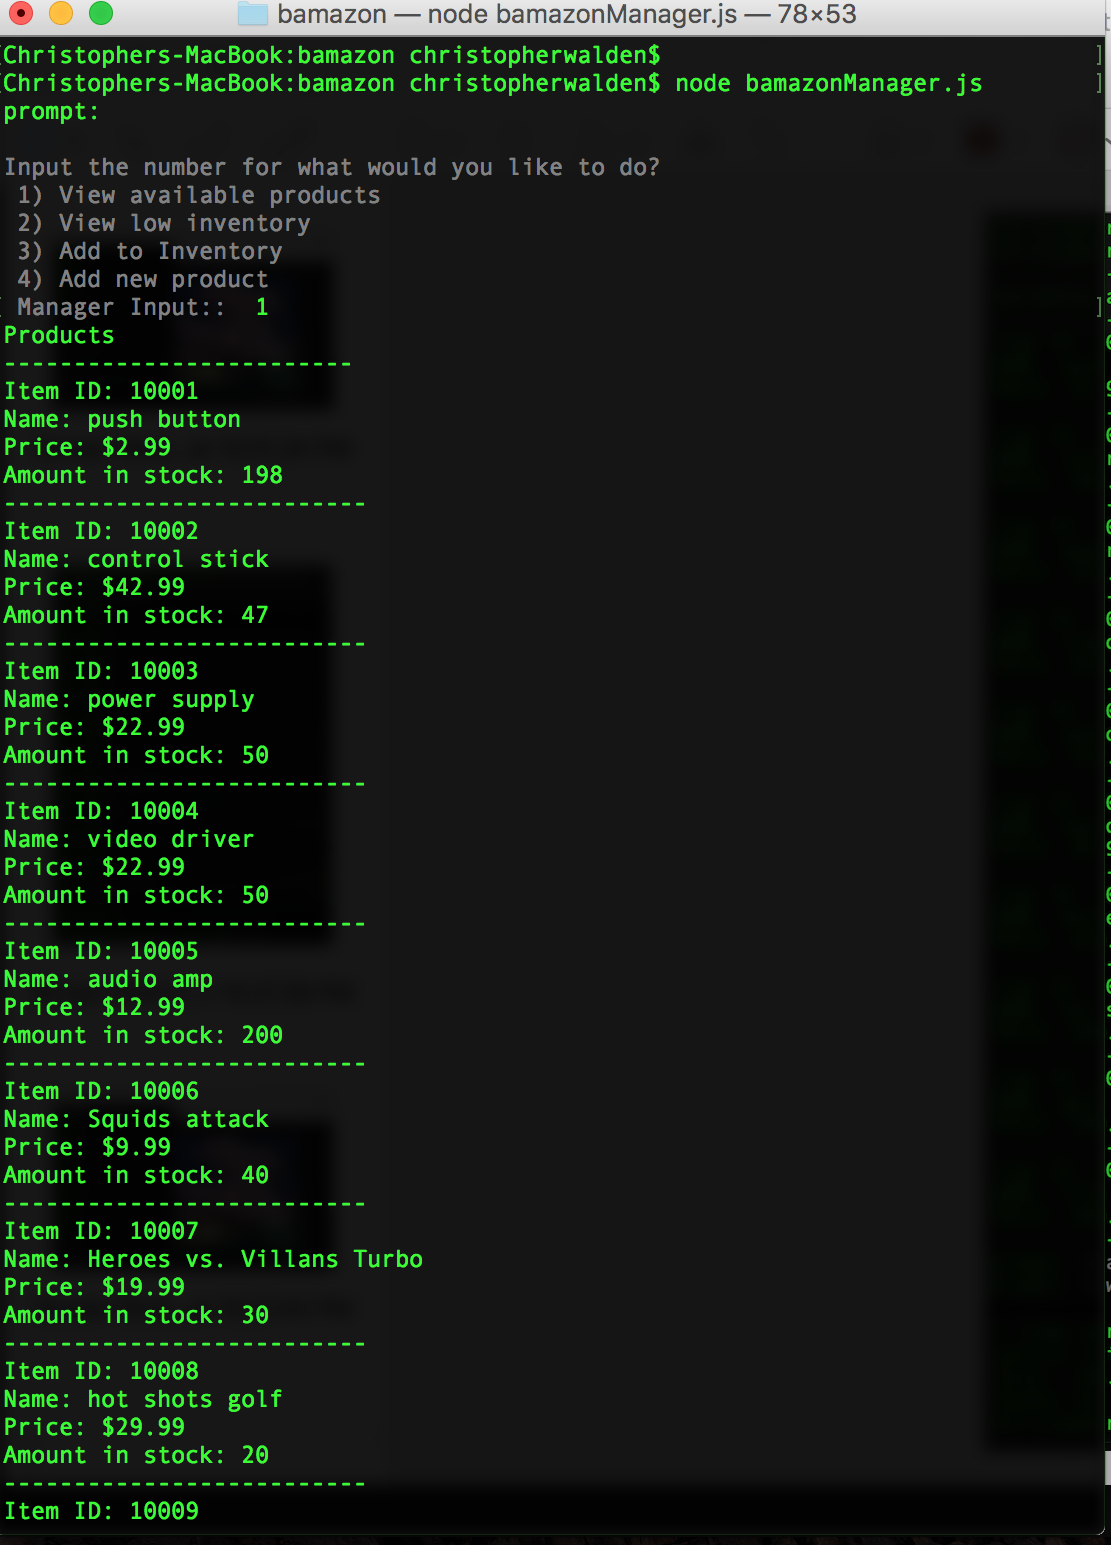 bamazon — node bamazonManager.js — 78×53
[Christophers-MacBook:bamazon christopherwalden$ ]
[Christophers-MacBook:bamazon christopherwalden$ node bamazonManager.js ]
prompt:
Input the number for what would you like to do?
1) View available products
2) View low inventory
3) Add to Inventory
4) Add new product
[ Manager Input:: 1 ]
Products
-------------------------
Item ID: 10001
Name: push button
Price: $2.99
Amount in stock: 198
--------------------------
Item ID: 10002
Name: control stick
Price: $42.99
Amount in stock: 47
--------------------------
Item ID: 10003
Name: power supply
Price: $22.99
Amount in stock: 50
--------------------------
Item ID: 10004
Name: video driver
Price: $22.99
Amount in stock: 50
--------------------------
Item ID: 10005
Name: audio amp
Price: $12.99
Amount in stock: 200
--------------------------
Item ID: 10006
Name: Squids attack
Price: $9.99
Amount in stock: 40
--------------------------
Item ID: 10007
Name: Heroes vs. Villans Turbo
Price: $19.99
Amount in stock: 30
--------------------------
Item ID: 10008
Name: hot shots golf
Price: $29.99
Amount in stock: 20
--------------------------
Item ID: 10009